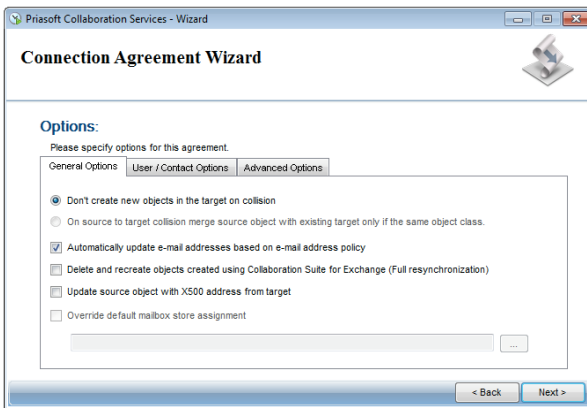 Priasoft Collaboration Services - Wizard
Connection Agreement Wizard
Options:
Please specify options for this agreement.
General Options User / Contact Options Advanced Options
Don't create new objects in the target on collision
On source to target collision merge source object with existing target only if the same object class.
Automatically update e-mail addresses based on e-mail address policy
Delete and recreate objects created using Collaboration Suite for Exchange (Full resynchronization)
Update source object with X500 address from target
Override default mailbox store assignment
...
< Back Next >